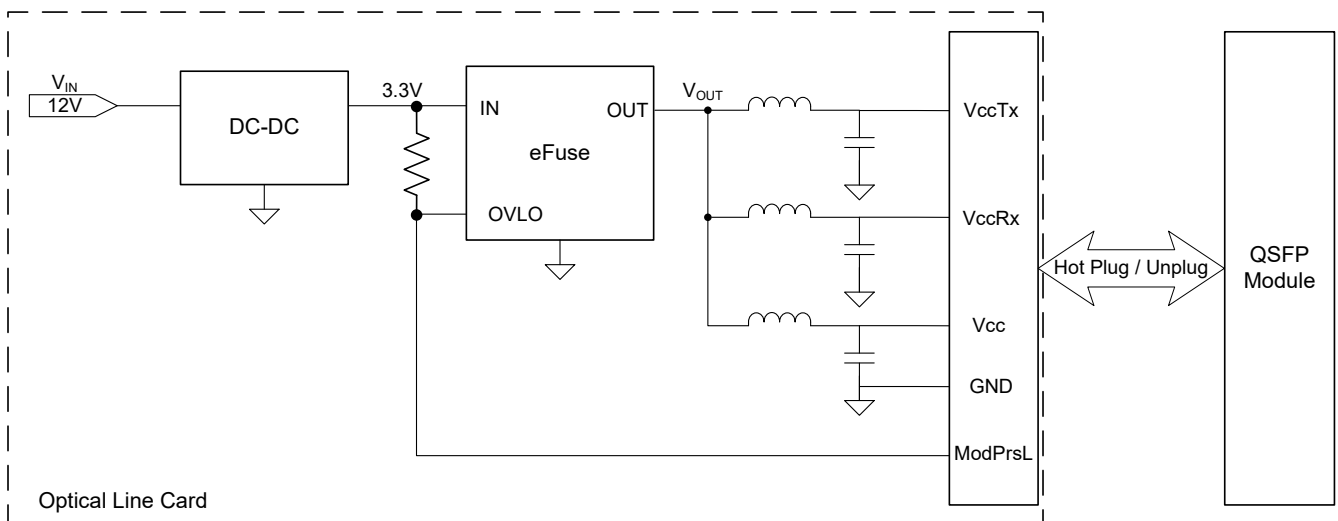 V_IN
12V
DC-DC
3.3V
IN
OUT
eFuse
OVLO
V_OUT
VccTx
VccRx
Vcc
GND
ModPrsL
Hot Plug / Unplug
QSFP
Module
Optical Line Card